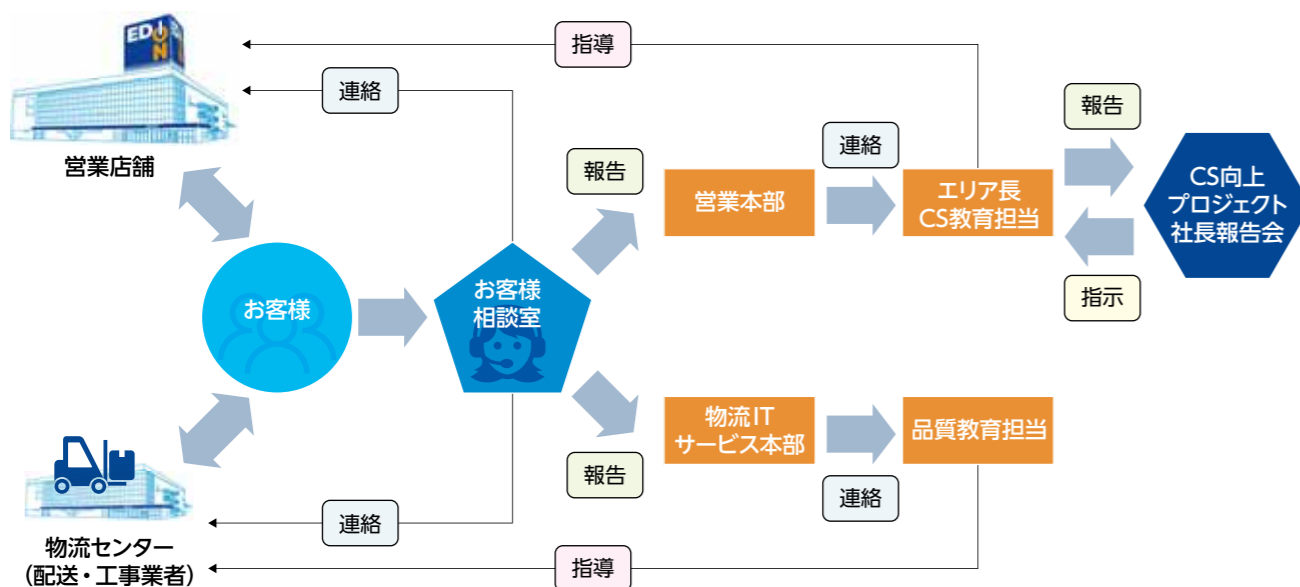 EDION
指導
連絡
営業店舗
報告
営業本部
連絡
エリア長
CS教育担当
報告
CS向上
プロジェクト
社長報告会
指示
お客様
お客様
相談室
物流IT
サービス本部
品質教育担当
報告
連絡
連絡
物流センター
(配送・工事業者)
指導